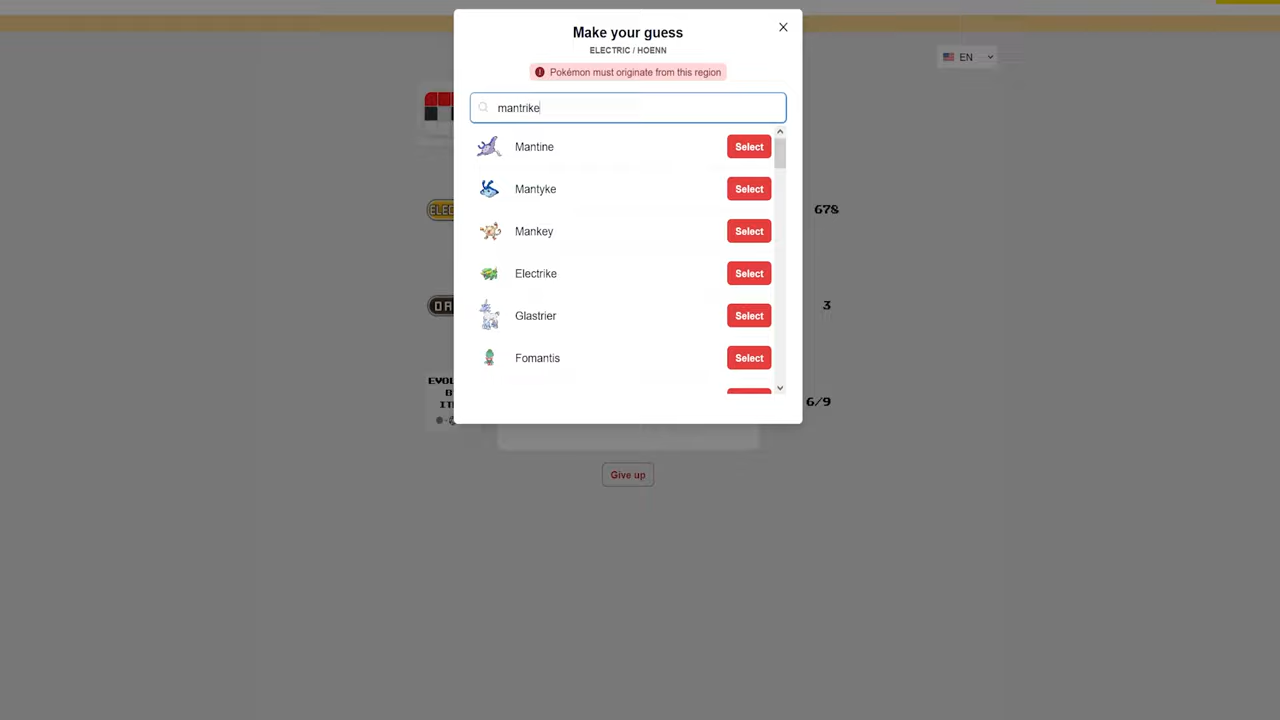 Make your guess
ELECTRIC / HOENN
Pokémon must originate from this region
EN
mantrike
Mantine Select
Mantyke Select
Mankey Select
Electrike Select
Glastrier Select
Fomantis Select
678
3
6/9
Give up